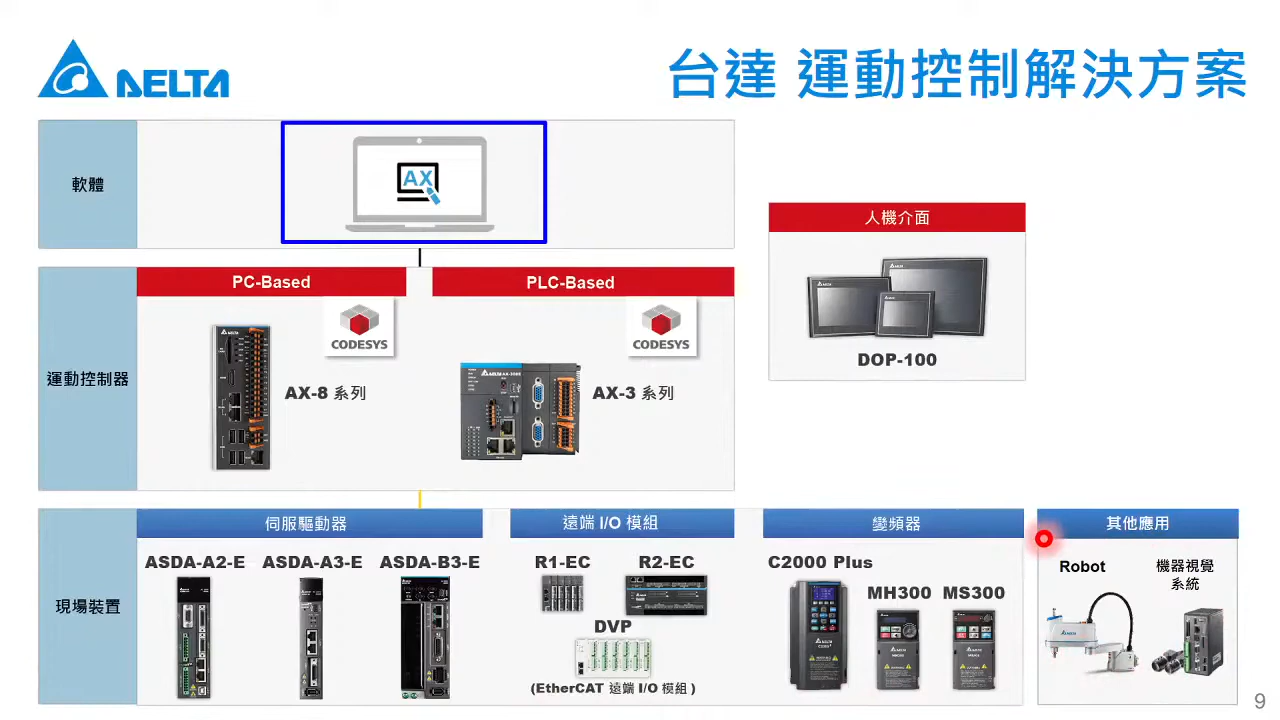 DELTA
台達 運動控制解決方案
軟體
AX
人機介面
DOP-100
運動控制器
PC-Based
PLC-Based
CODESYS
CODESYS
AX-8 系列
AX-3 系列
現場裝置
伺服驅動器
遠端 I/O 模組
變頻器
其他應用
ASDA-A2-E
ASDA-A3-E
ASDA-B3-E
R1-EC
R2-EC
DVP
(EtherCAT 遠端 I/O 模組 )
C2000 Plus
MH300
MS300
Robot
機器視覺
系統
9